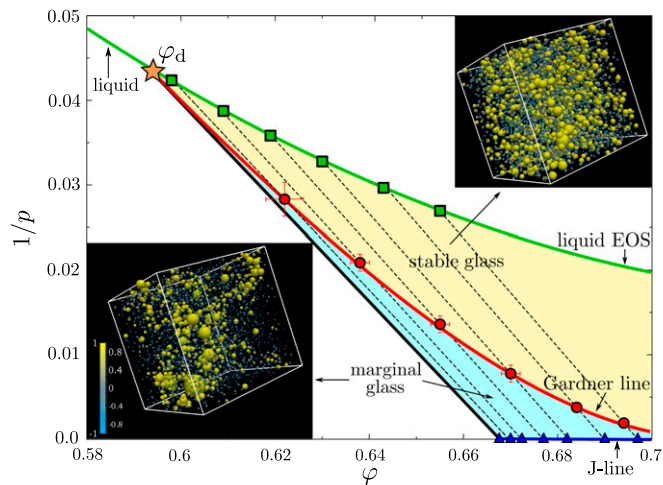 0.05
0.04
0.03
0.02
0.01
0.0
1/p
φd
liquid
liquid EOS
stable glass
1
0.8
0.4
0
-0.4
-0.8
-1
marginal
glass
Gardner line
0.58
0.6
0.62
0.64
0.66
0.68
0.7
φ
J-line